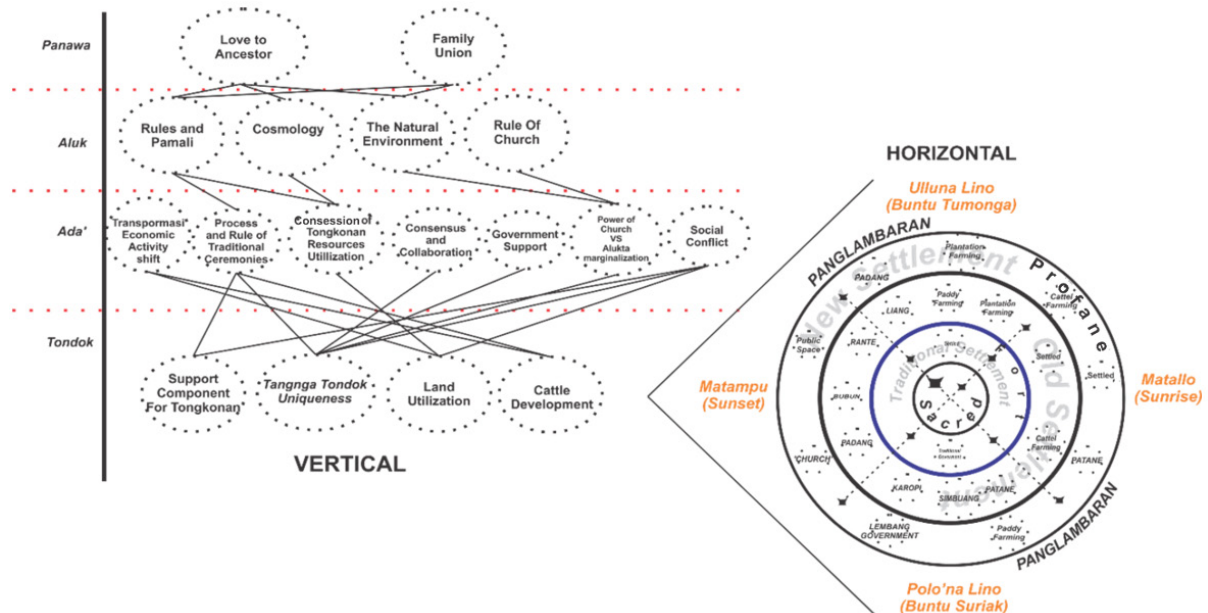 Panawa
Love to
Ancestor
Family
Union
Aluk
Rules and
Pamali
Cosmology
The Natural
Environment
Rule Of
Church
Ada'
Transpormasi
Economic
Activity
shift
Process
and Rule of
Traditional
Ceremonies
Consession of
Tongkonan
Resources
Utillization
Consensus
and
Collaboration
Government
Support
Power of
Church
VS
Alukta
marginalization
Social
Conflict
Tondok
Support
Component
For Tongkonan
Tangnga Tondok
Uniqueness
Land
Utilization
Cattle
Development
VERTICAL
HORIZONTAL
Ulluna Lino
(Buntu Tumonga)
Matampu
(Sunset)
Matallo
(Sunrise)
Polo'na Lino
(Buntu Suriak)
PANGLAMBARAN
New Settlement
Profane
Plantation
Farming
PADANG
Cattel
Farming
Public
Space
Settled
CHURCH
PATANE
LEMBANG
GOVERNMENT
Paddy
Farming
PANGLAMBARAN
Old Settlement
Paddy
Farming
Plantation
Farming
LIANG
RANTE
Settled
BUBUN
PADANG
Cattel
Farming
KAROPI
SIMBUANG
PATANE
Fort
Traditional Settlement
Sacred